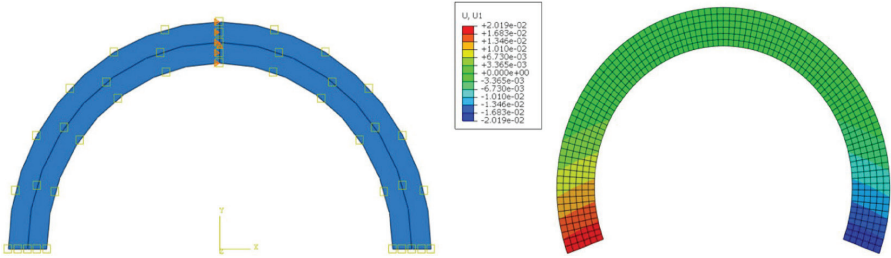 U, U1
+2.019e-02
+1.683e-02
+1.346e-02
+1.010e-02
+6.730e-03
+3.365e-03
+0.000e+00
-3.365e-03
-6.730e-03
-1.010e-02
-1.346e-02
-1.683e-02
-2.019e-02
Y
X